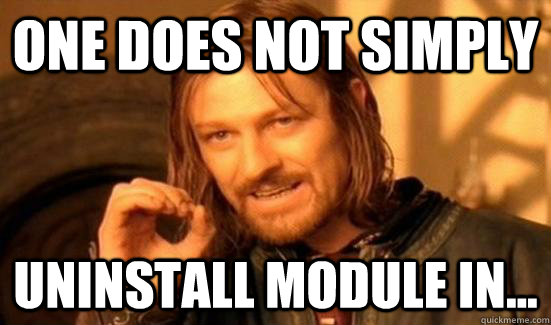 ONE DOES NOT SIMPLY
UNINSTALL MODULE IN...
quickmeme.com